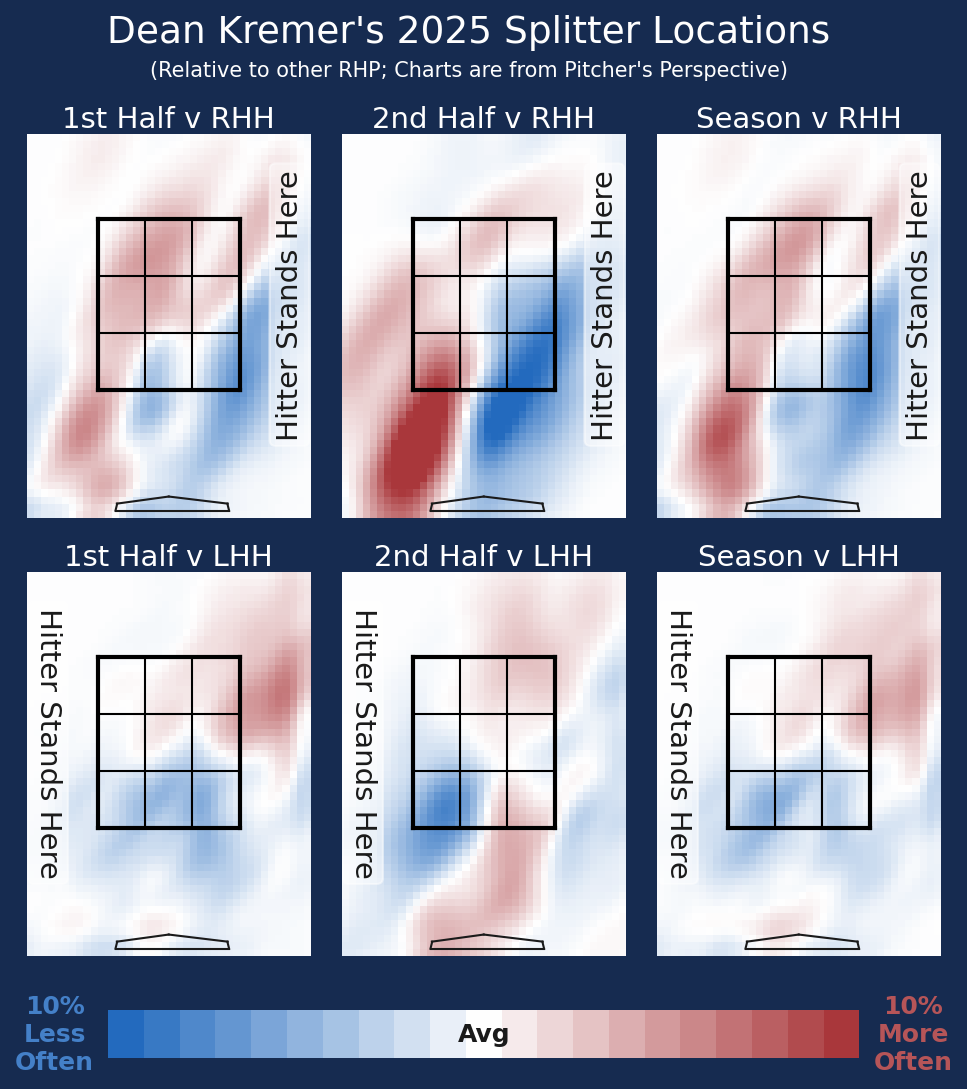 Dean Kremer's 2025 Splitter Locations
(Relative to other RHP; Charts are from Pitcher's Perspective)
1st Half v RHH
2nd Half v RHH
Season v RHH
Hitter Stands Here
Hitter Stands Here
Hitter Stands Here
1st Half v LHH
2nd Half v LHH
Season v LHH
Hitter Stands Here
Hitter Stands Here
Hitter Stands Here
10%
Less
Often
Avg
10%
More
Often